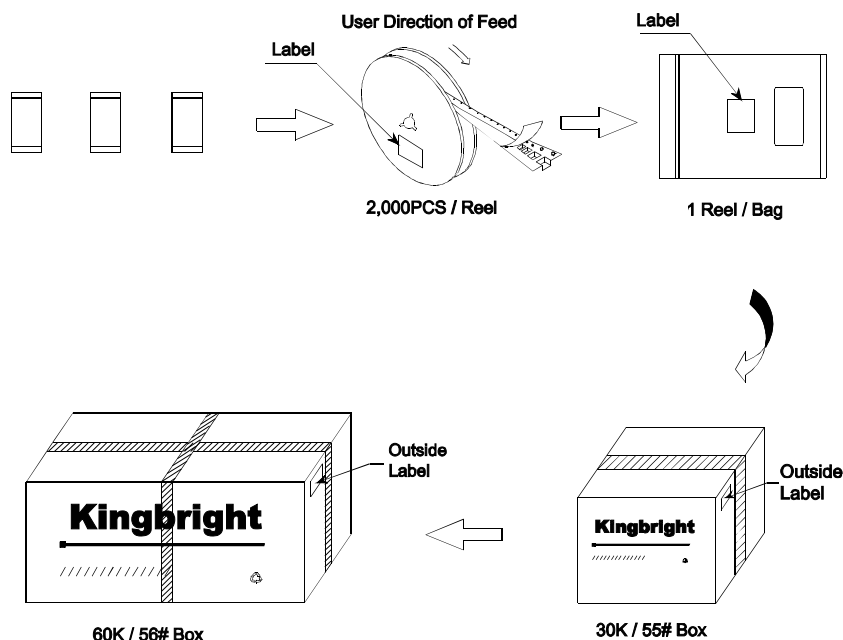 User Direction of Feed
Label
Label
2,000PCS / Reel
1 Reel / Bag
Outside
Label
Outside
Label
Kingbright
Kingbright
60K / 56# Box
30K / 55# Box